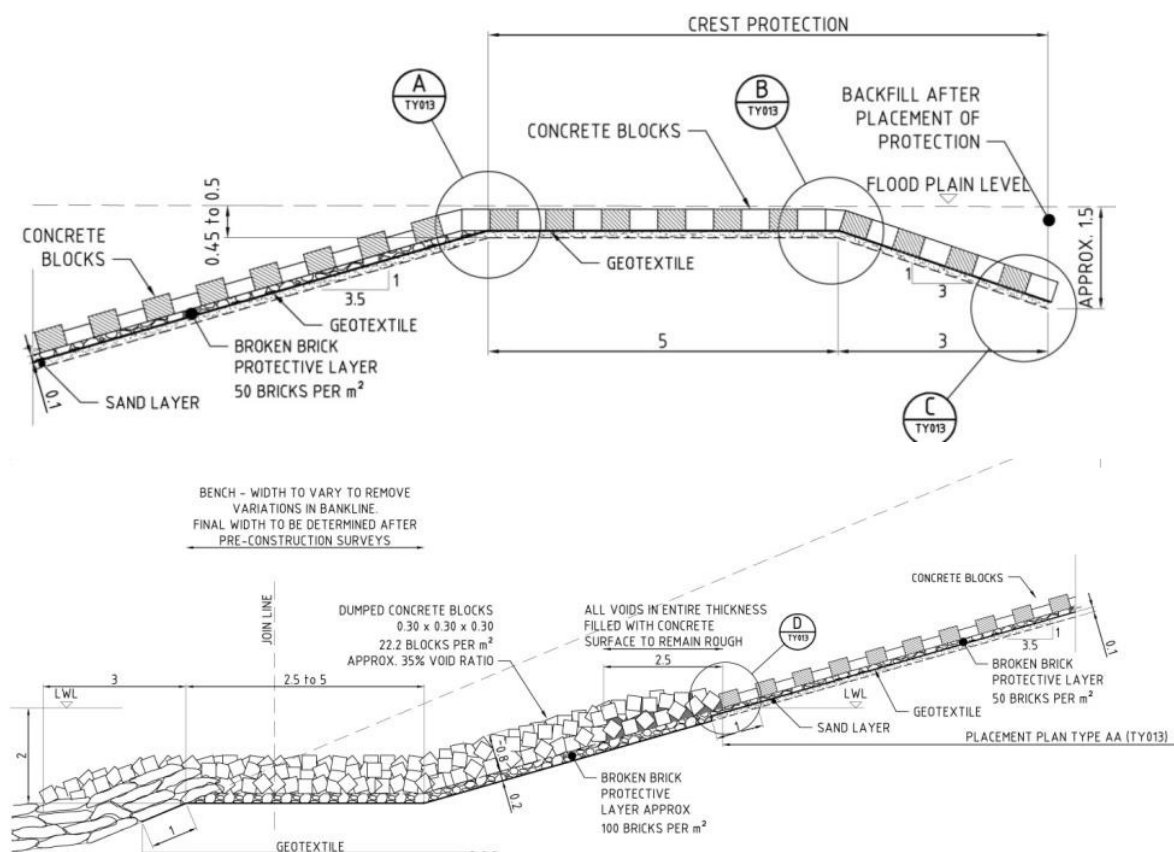 CREST PROTECTION
A
TY013
B
TY013
BACKFILL AFTER
PLACEMENT OF
PROTECTION
CONCRETE BLOCKS
FLOOD PLAIN LEVEL
0.45 to 0.5
CONCRETE
BLOCKS
GEOTEXTILE
APPROX. 1.5
1
3.5
1
3
GEOTEXTILE
BROKEN BRICK
PROTECTIVE LAYER
50 BRICKS PER m²
5
3
0.1
SAND LAYER
C
TY013
BENCH - WIDTH TO VARY TO REMOVE
VARIATIONS IN BANKLINE.
FINAL WIDTH TO BE DETERMINED AFTER
PRE-CONSTRUCTION SURVEYS
JOIN LINE
DUMPED CONCRETE BLOCKS
0.30 x 0.30 x 0.30
22.2 BLOCKS PER m²
APPROX. 35% VOID RATIO
ALL VOIDS IN ENTIRE THICKNESS
FILLED WITH CONCRETE
SURFACE TO REMAIN ROUGH
D
TY013
CONCRETE BLOCKS
1
3.5
0.1
2.5
3
2.5 to 5
LWL
LWL
BROKEN BRICK
PROTECTIVE LAYER
50 BRICKS PER m²
GEOTEXTILE
SAND LAYER
1
PLACEMENT PLAN TYPE AA (TY013)
2
~0.8
0.2
BROKEN BRICK
PROTECTIVE
LAYER APPROX
100 BRICKS PER m²
1
GEOTEXTILE